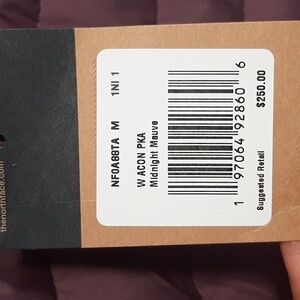 NF0A88TA M 1NI 1
W ACON PKA
Midnight Mauve
1 97064 92860 6
Suggested Retail $250.00
thenorthface.com